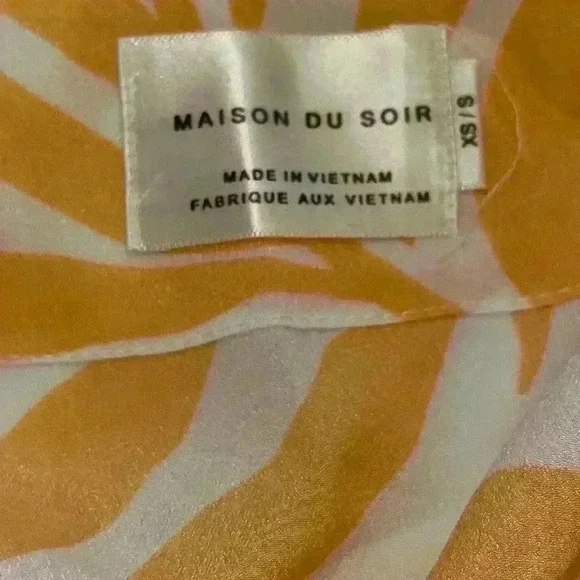 MAISON DU SOIR
MADE IN VIETNAM
FABRIQUE AUX VIETNAM
XS / S